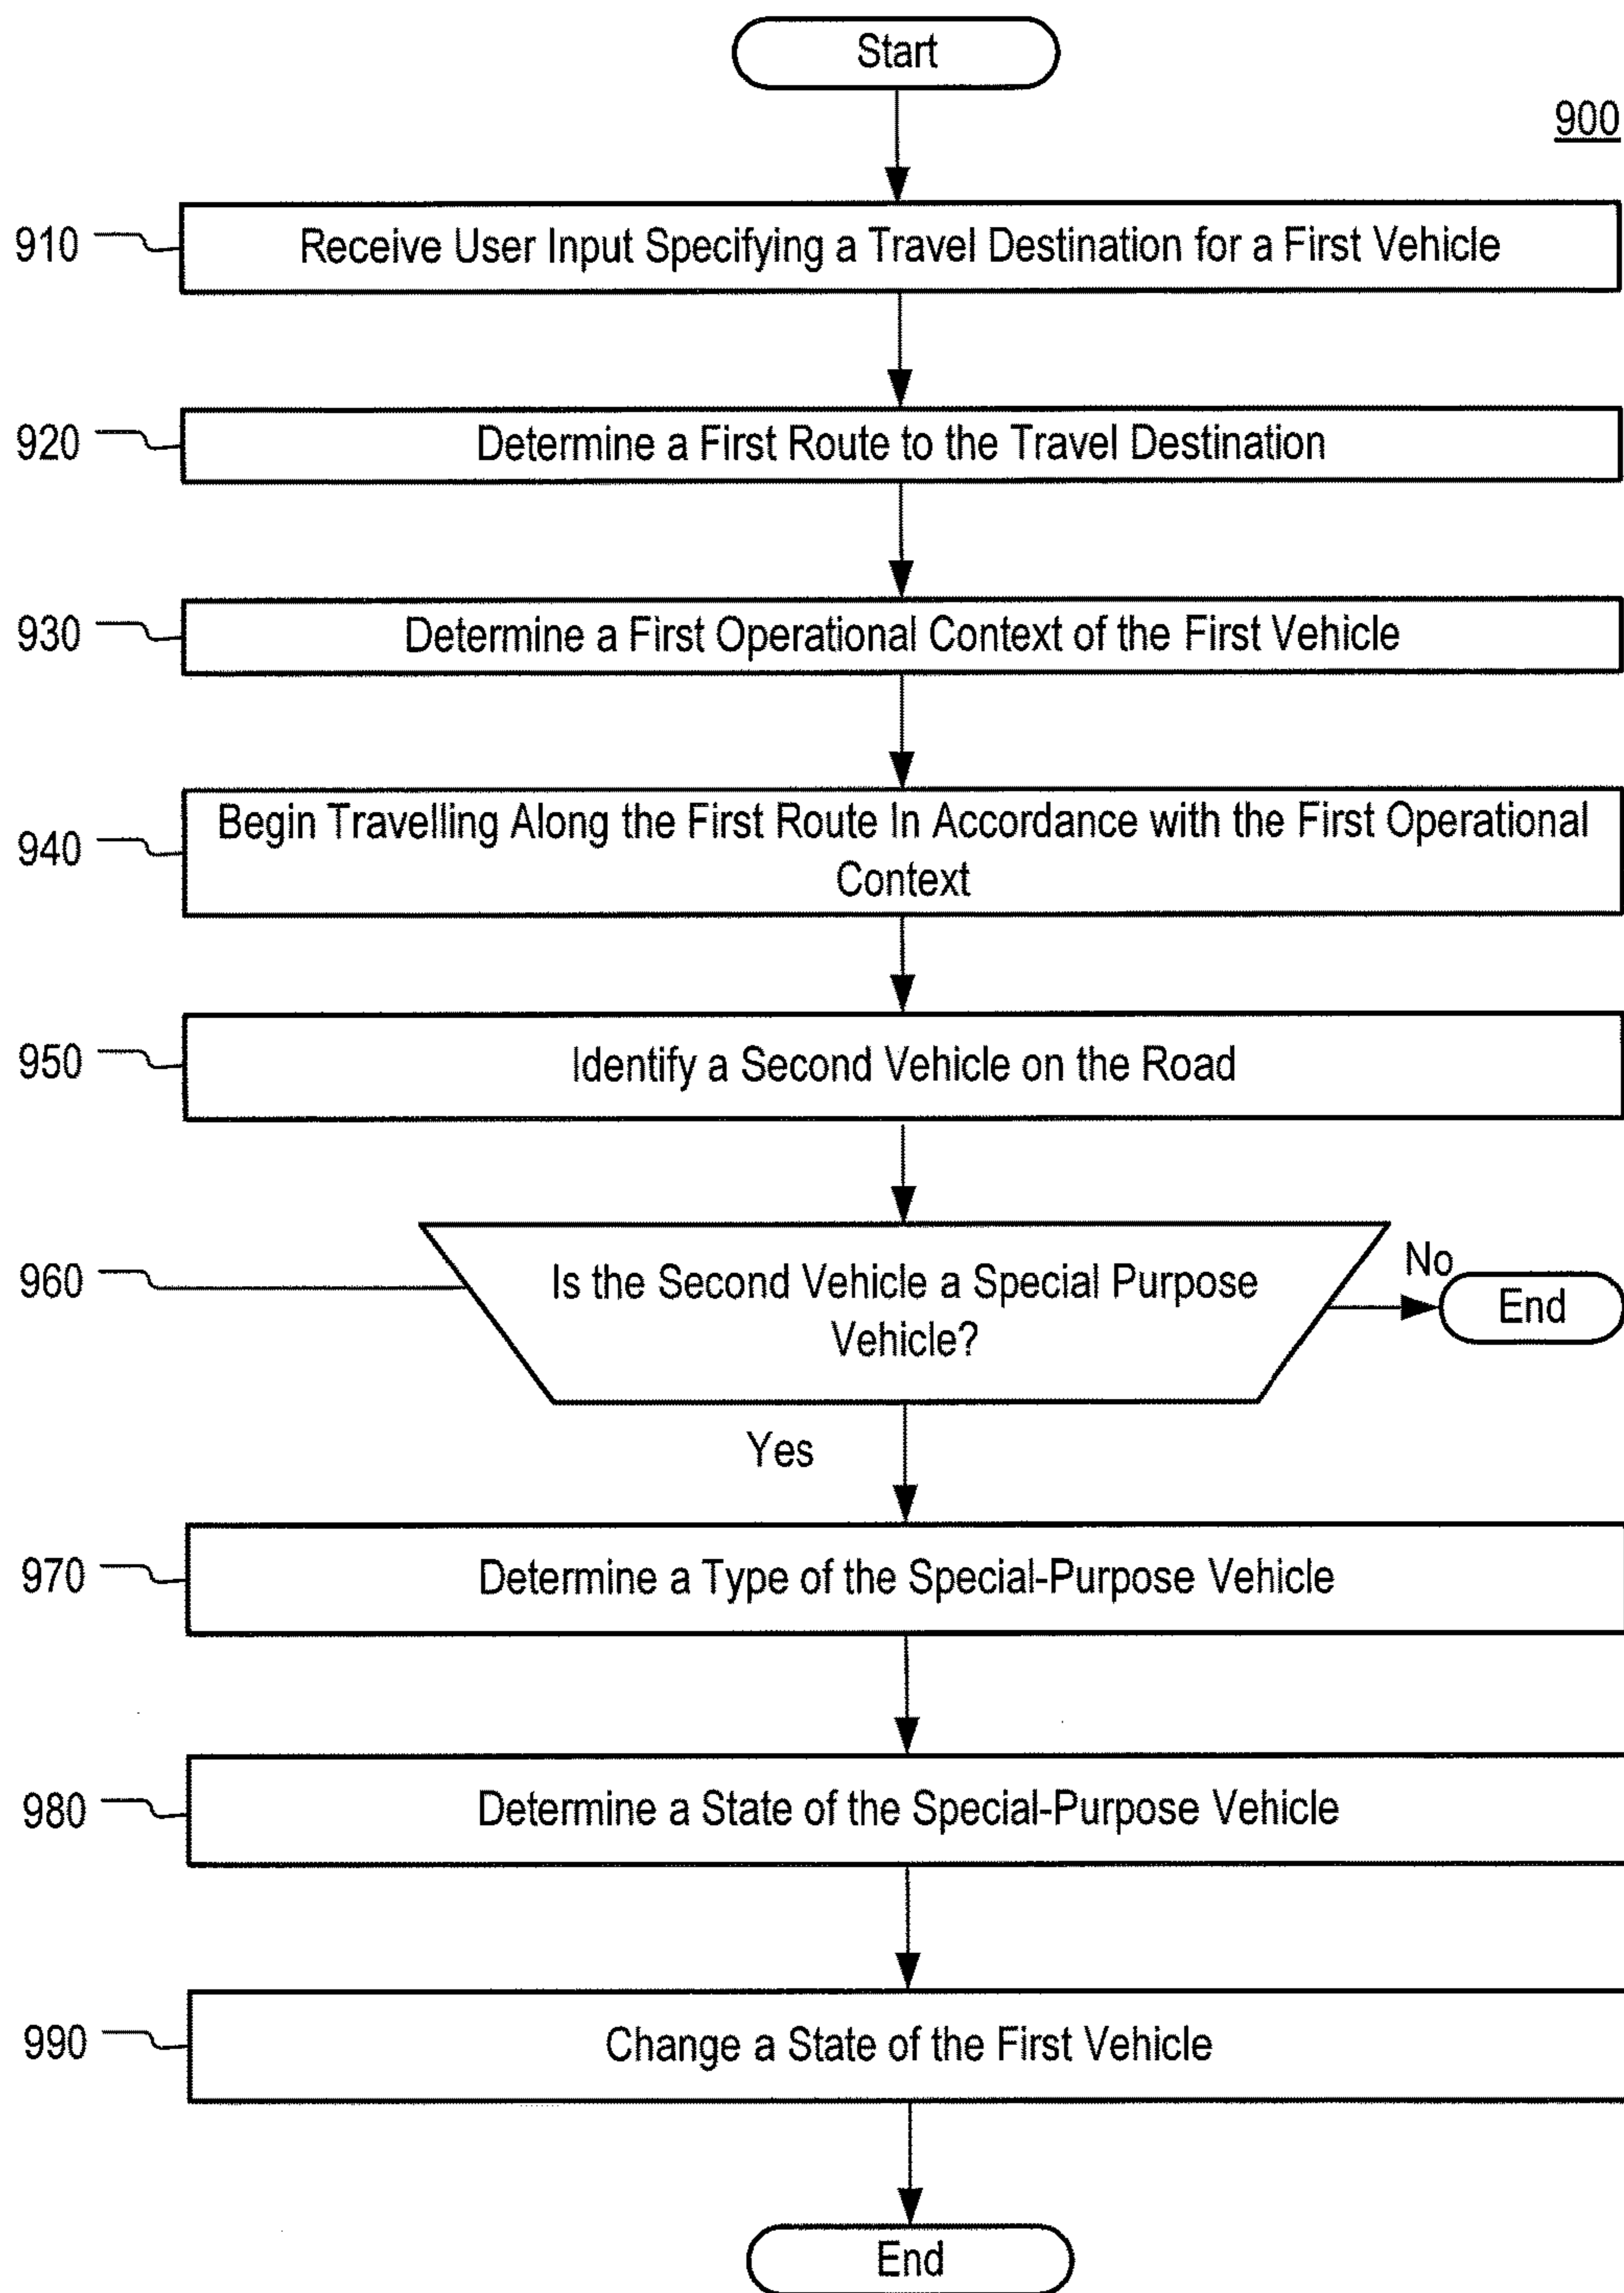 Start
900
910
Receive User Input Specifying a Travel Destination for a First Vehicle
920
Determine a First Route to the Travel Destination
930
Determine a First Operational Context of the First Vehicle
940
Begin Travelling Along the First Route In Accordance with the First Operational
Context
950
Identify a Second Vehicle on the Road
960
Is the Second Vehicle a Special Purpose
Vehicle?
No
End
Yes
970
Determine a Type of the Special-Purpose Vehicle
980
Determine a State of the Special-Purpose Vehicle
990
Change a State of the First Vehicle
End